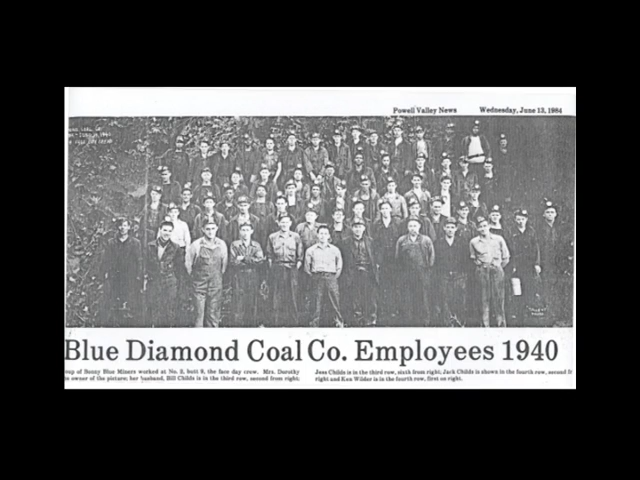 Powell Valley News Wednesday, June 13, 1984
Blue Diamond Coal Co. Employees 1940
oup of Bonny Blue Miners worked at No. 2, butt 9, the face day crew. Mrs. Dorothy
is owner of the picture; her husband, Bill Childs is in the third row, second from right;
Jess Childs is in the third row, sixth from right; Jack Childs is shown in the fourth row, second fr
right and Ken Wilder is in the fourth row, first on right.